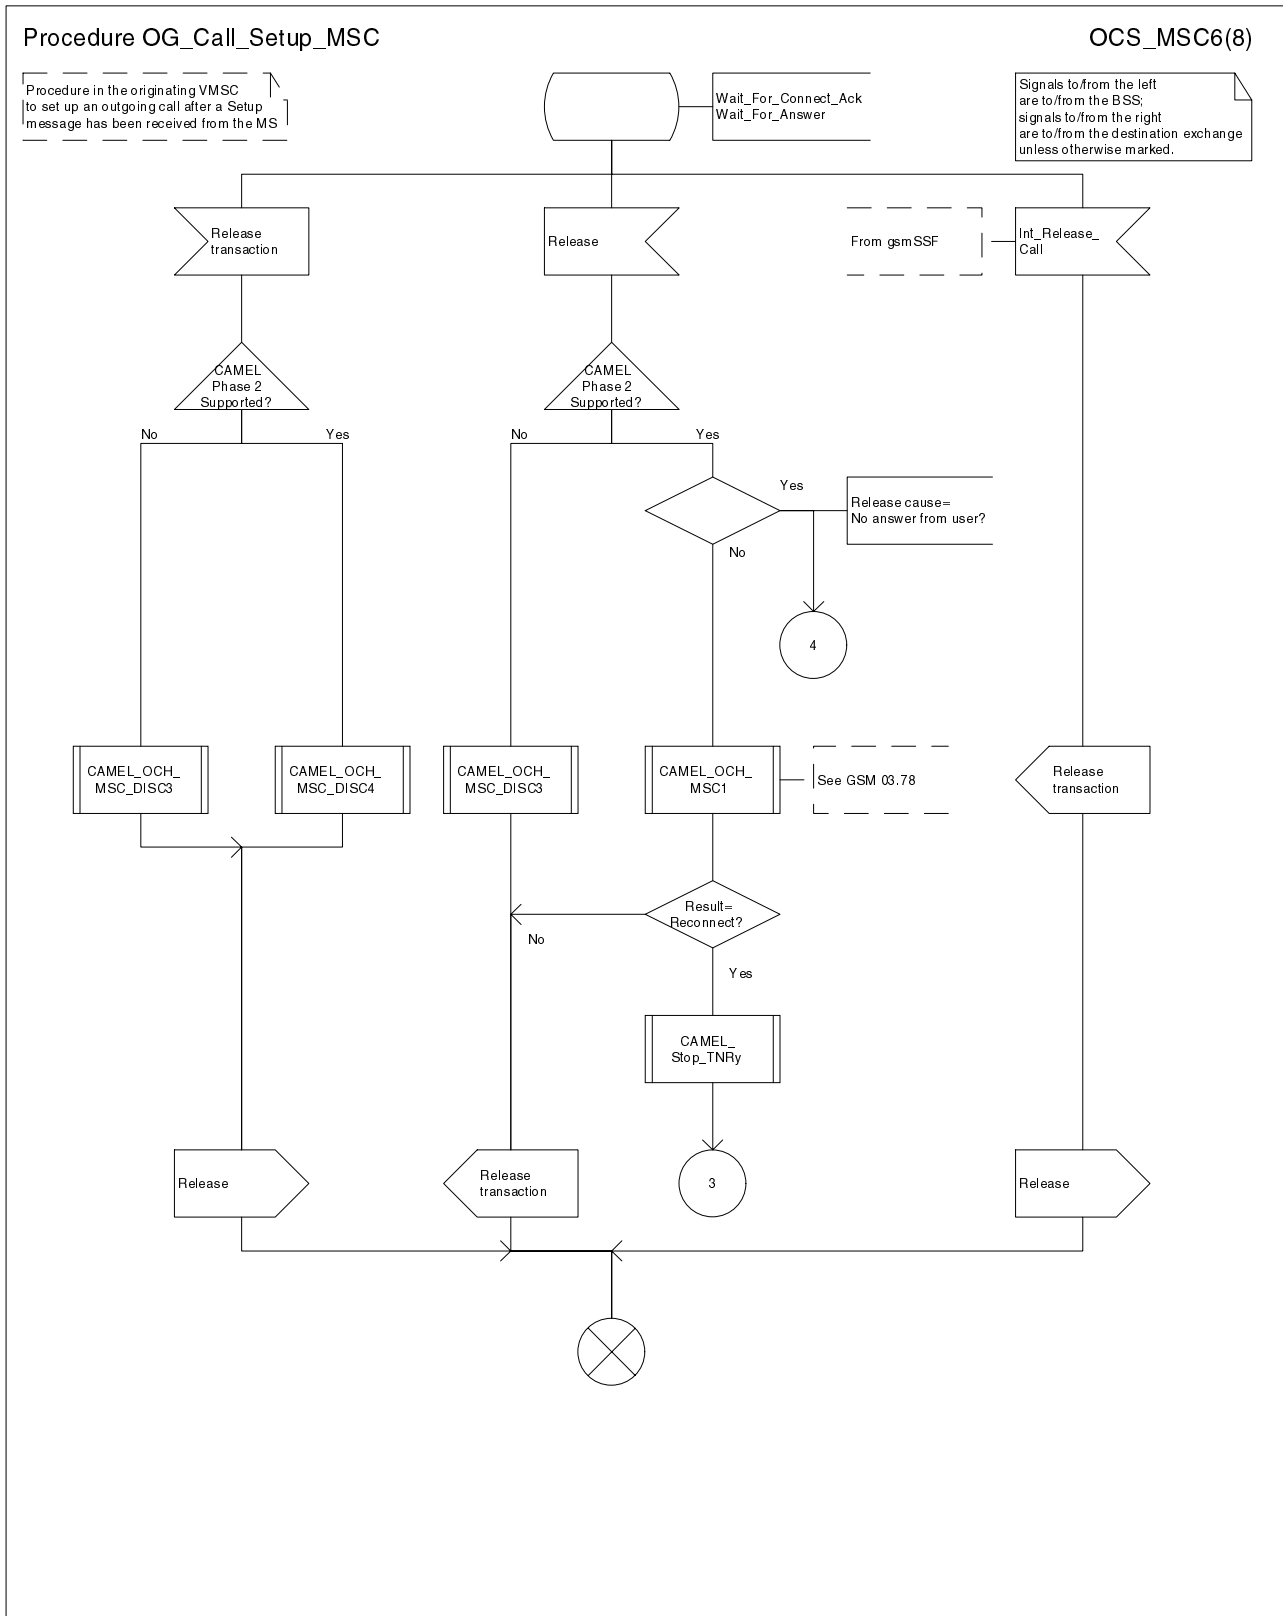 Procedure OG_Call_Setup_MSC
OCS_MSC6(8)
Procedure in the originating VMSC
to set up an outgoing call after a Setup
message has been received from the MS
Wait_For_Connect_Ack
Wait_For_Answer
Signals to/from the left
are to/from the BSS;
signals to/from the right
are to/from the destination exchange
unless otherwise marked.
Release
transaction
Release
From gsmSSF
Int_Release_
Call
CAMEL
Phase 2
Supported?
CAMEL
Phase 2
Supported?
No
Yes
No
Yes
Yes
Release cause=
No answer from user?
No
4
CAMEL_OCH_
MSC_DISC3
CAMEL_OCH_
MSC_DISC4
CAMEL_OCH_
MSC_DISC3
CAMEL_OCH_
MSC1
See GSM 03.78
Release
transaction
Result=
Reconnect?
No
Yes
CAMEL_
Stop_TNRy
Release
Release
transaction
3
Release